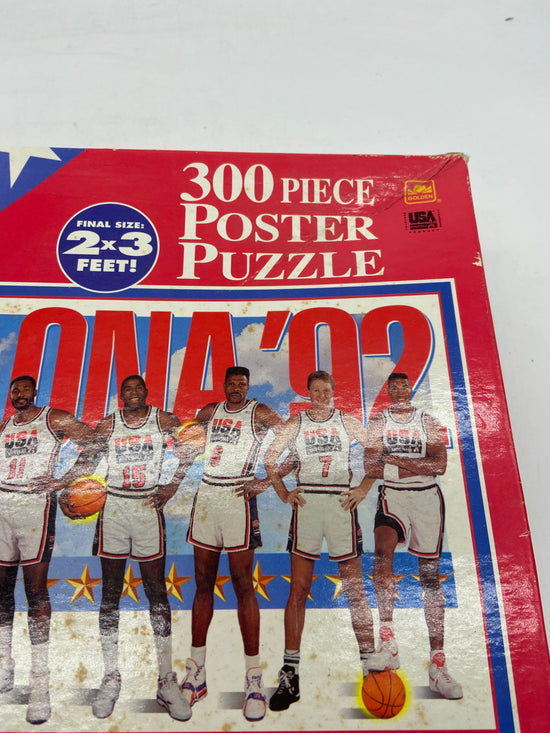 300 PIECE
POSTER
PUZZLE
FINAL SIZE:
2x3
FEET!
GOLDEN
USA
ONA '92
USA
11
USA
15
USA
6
USA
7
USA